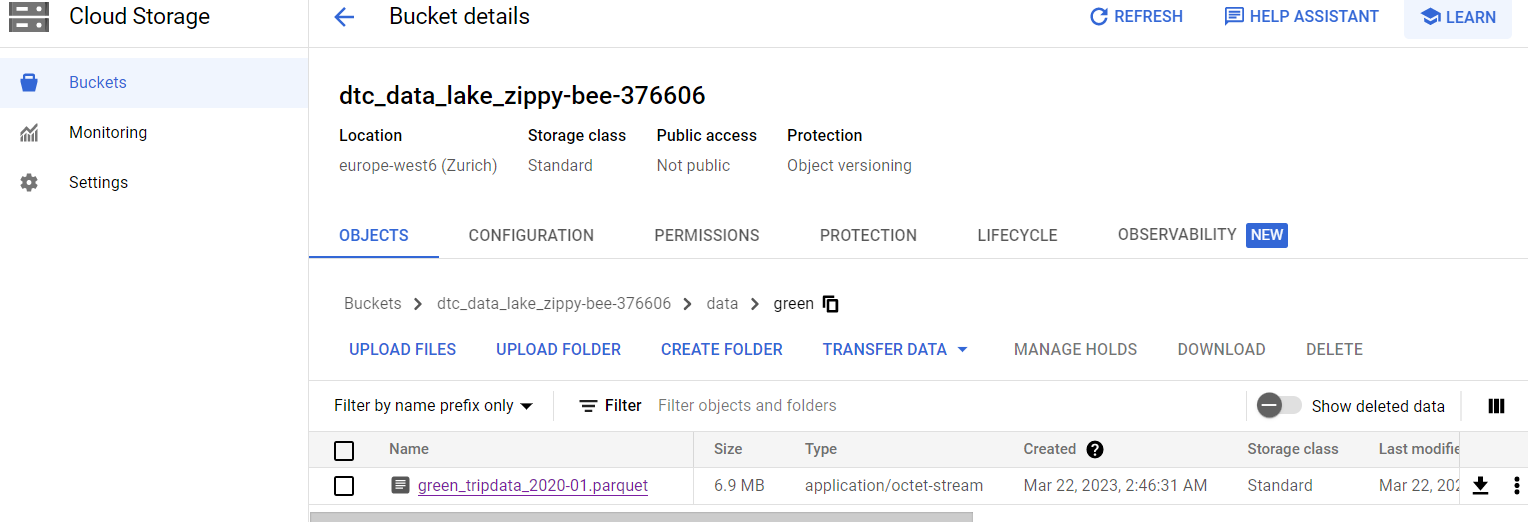 Cloud Storage
Bucket details
REFRESH
HELP ASSISTANT
LEARN
Buckets
Monitoring
Settings
dtc_data_lake_zippy-bee-376606
Location Storage class Public access Protection
europe-west6 (Zurich) Standard Not public Object versioning
OBJECTS CONFIGURATION PERMISSIONS PROTECTION LIFECYCLE OBSERVABILITY NEW
Buckets > dtc_data_lake_zippy-bee-376606 > data > green
UPLOAD FILES UPLOAD FOLDER CREATE FOLDER TRANSFER DATA MANAGE HOLDS DOWNLOAD DELETE
Filter by name prefix only Filter Filter objects and folders Show deleted data
Name Size Type Created ? Storage class Last modifie
green_tripdata_2020-01.parquet 6.9 MB application/octet-stream Mar 22, 2023, 2:46:31 AM Standard Mar 22, 202